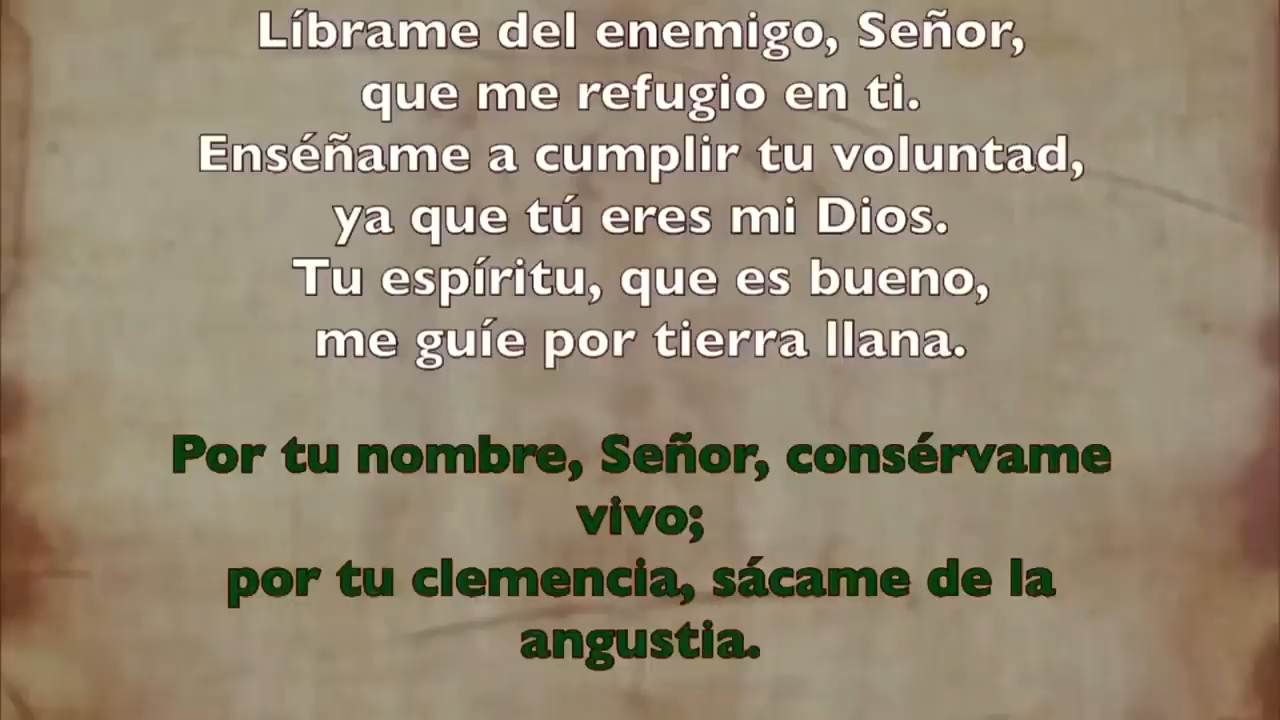 Líbrame del enemigo, Señor,
que me refugio en ti.
Enséñame a cumplir tu voluntad,
ya que tú eres mi Dios.
Tu espíritu, que es bueno,
me guíe por tierra llana.
Por tu nombre, Señor, consérvame
vivo;
por tu clemencia, sácame de la
angustia.